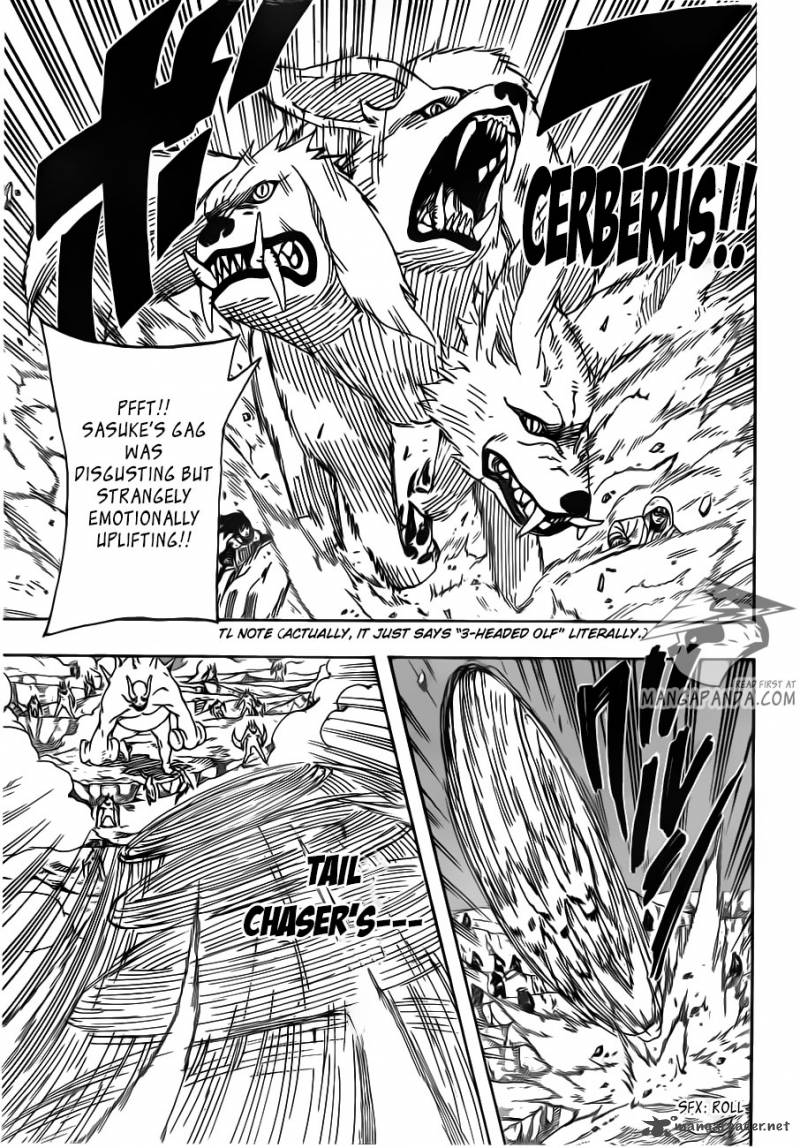 CERBERUS!!
PFFT!!
SASUKE'S GAG
WAS
DISGUSTING BUT
STRANGELY
EMOTIONALLY
UPLIFTING!!
TL NOTE (ACTUALLY, IT JUST SAYS "3-HEADED OLF" LITERALLY.)
READ FIRST AT
MANGAPANDA.COM
SFX: ROLL
TAIL
CHASER'S---
mangareader.net